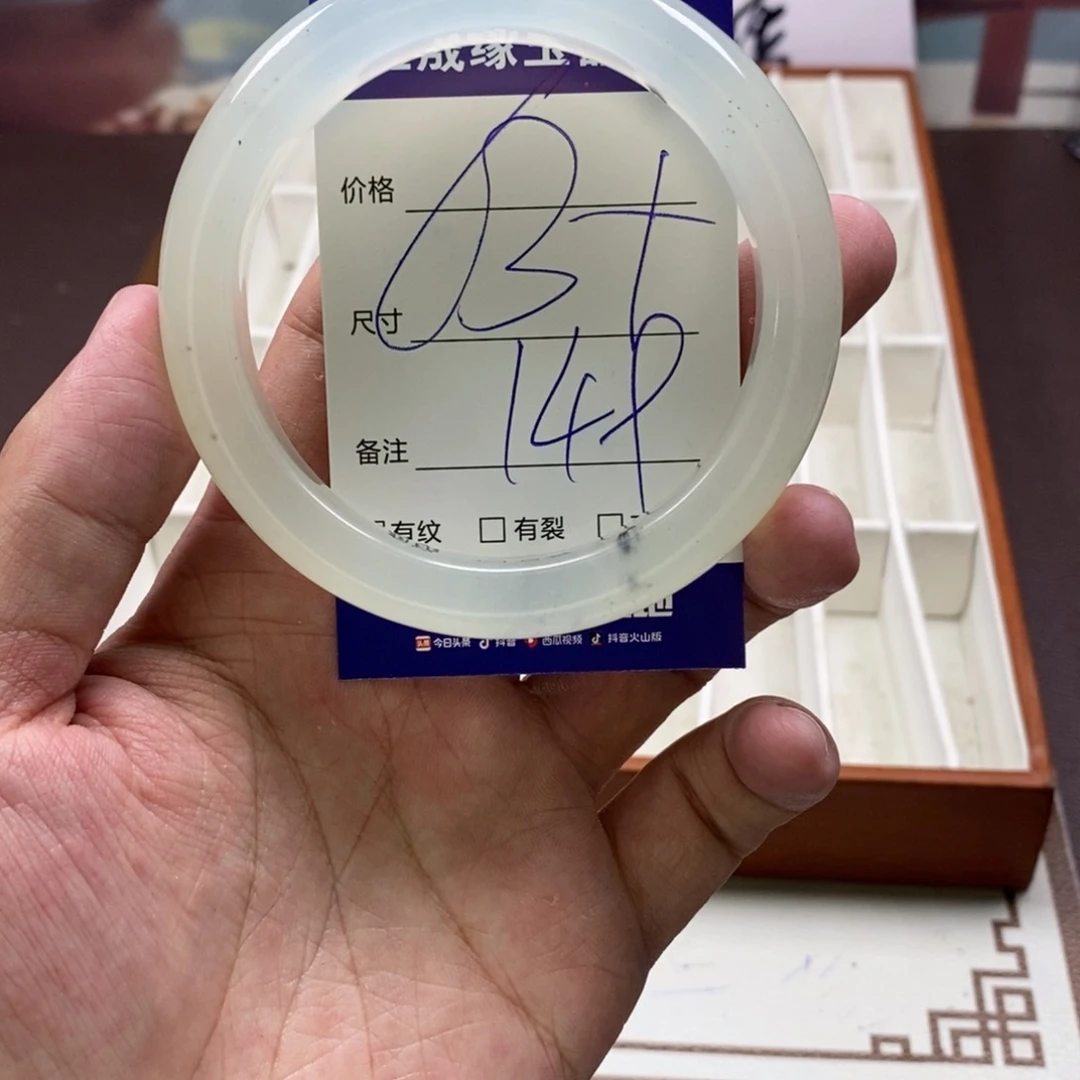 成缘玉
价格
尺寸
149
备注
有纹 有裂
今日头条 抖音 西瓜视频 抖音火山版